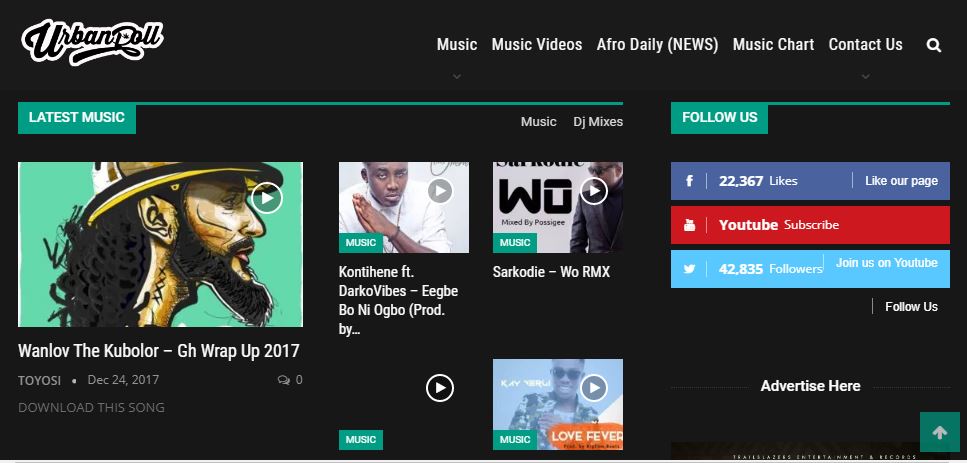 UrbanRoll
Music Music Videos Afro Daily (NEWS) Music Chart Contact Us
LATEST MUSIC
Music Dj Mixes
Wanlov The Kubolor – Gh Wrap Up 2017
TOYOSI • Dec 24, 2017 0
DOWNLOAD THIS SONG
MUSIC
Kontihene ft.
DarkoVibes – Eegbe
Bo Ni Ogbo (Prod.
by...
Sarkodie
WO
Mixed By Possigee
MUSIC
Sarkodie – Wo RMX
MUSIC
KAY VERLI
LOVE FEVER
MUSIC
FOLLOW US
f 22,367 Likes Like our page
Youtube Subscribe
42,835 Followers Join us on Youtube
Follow Us
Advertise Here
TRAILSLAZERS ENTERTAINMENT & RECORDS